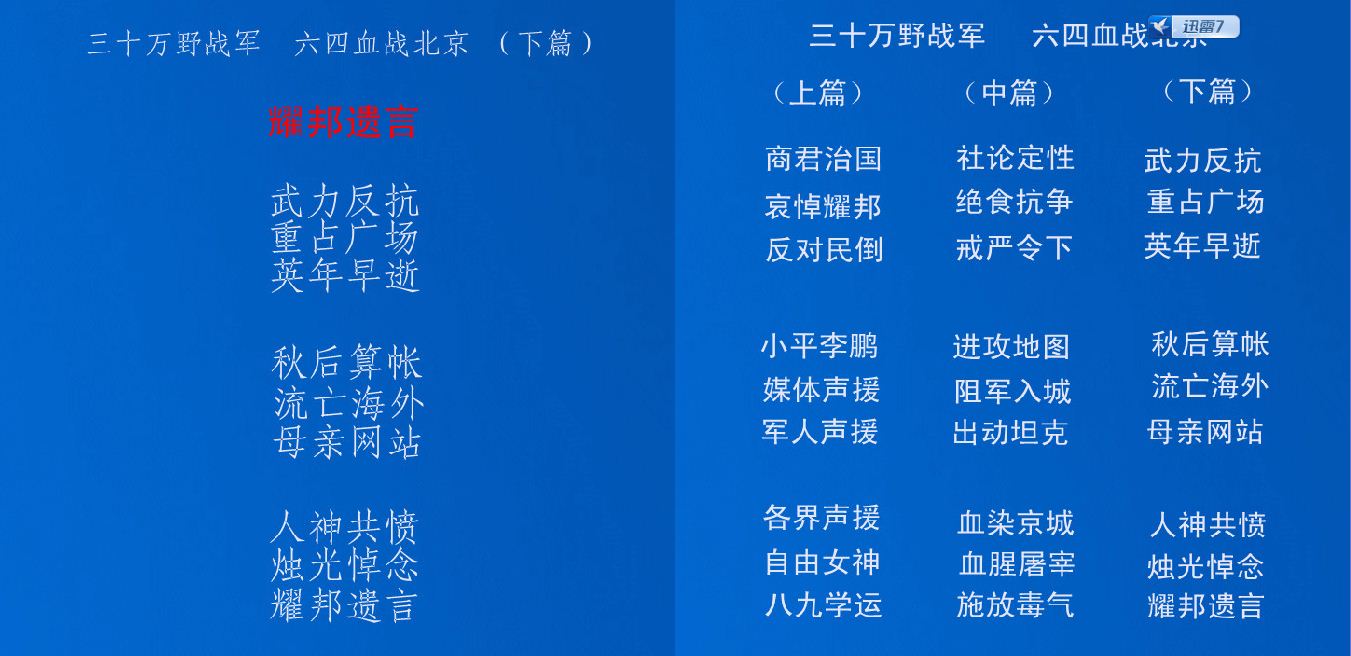 三十万野战军 六四血战北京 （下篇）
耀邦遗言
武力反抗
重占广场
英年早逝
秋后算帐
流亡海外
母亲网站
人神共愤
烛光悼念
耀邦遗言
三十万野战军 六四血战北京
迅雷7
（上篇） （中篇） （下篇）
商君治国 社论定性 武力反抗
哀悼耀邦 绝食抗争 重占广场
反对民倒 戒严令下 英年早逝
小平李鹏 进攻地图 秋后算帐
媒体声援 阻军入城 流亡海外
军人声援 出动坦克 母亲网站
各界声援 血染京城 人神共愤
自由女神 血腥屠宰 烛光悼念
八九学运 施放毒气 耀邦遗言